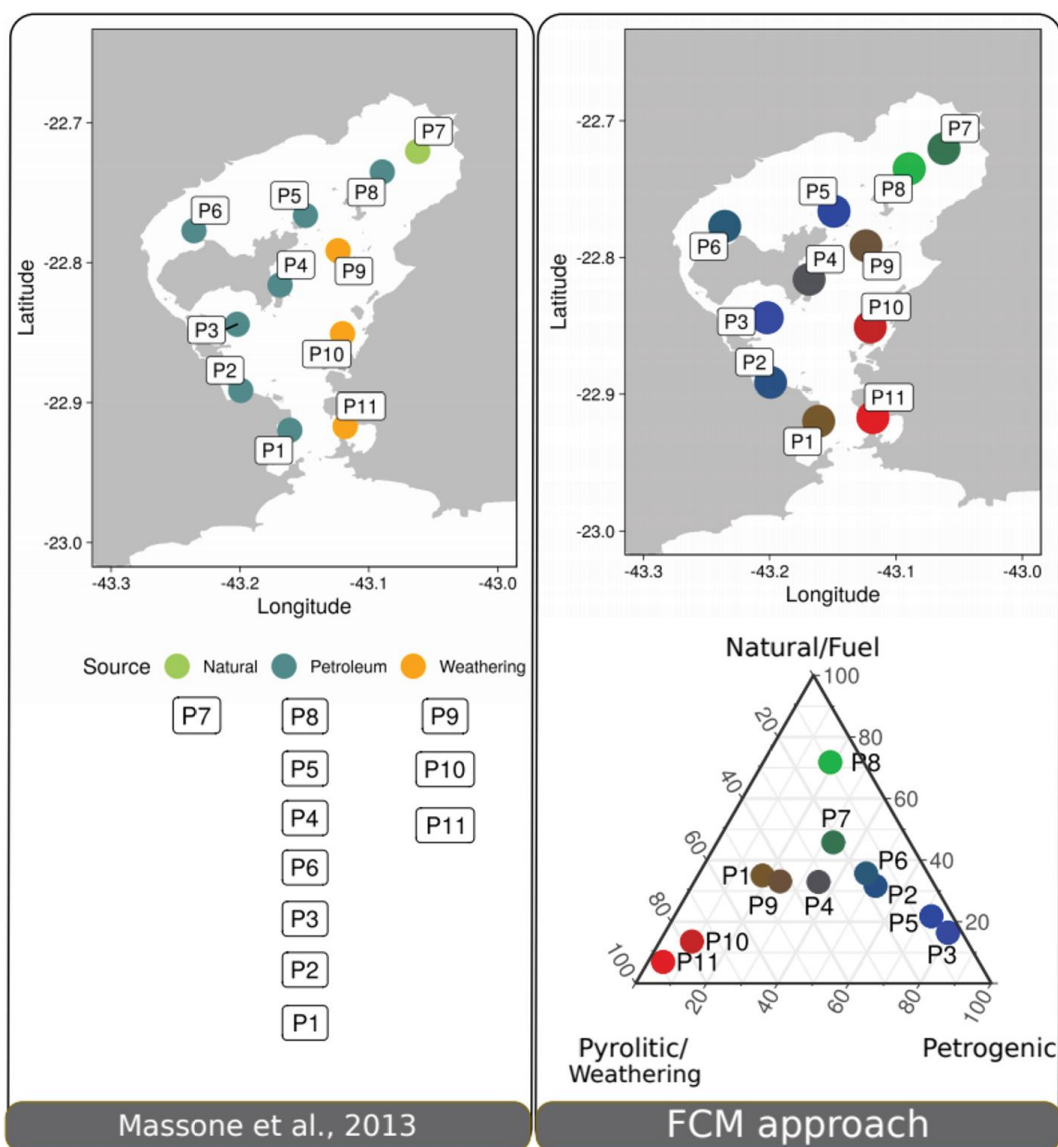 P7
-22.7
P8
P5
P6
P4
-22.8
P9
P3
P10
P2
P11
-22.9
P1
-23.0
Latitude
-43.3 -43.2 -43.1 -43.0
Longitude
Source Natural Petroleum Weathering
P7 P8 P9
P5 P10
P4 P11
P6
P3
P2
P1
Massone et al., 2013
-22.7
P7
P8
P5
P6
P4
P9
-22.8
P10
P3
P2
P11
-22.9
P1
-23.0
Latitude
-43.3 -43.2 -43.1 -43.0
Longitude
Natural/Fuel
100
20
80
P8
40
60
P7
60
40
P6
P1
P9
P4
P2
80
20
P5
P3
P10
100
P11
20 40 60 80 100
Pyrolitic/
Weathering
Petrogenic
FCM approach